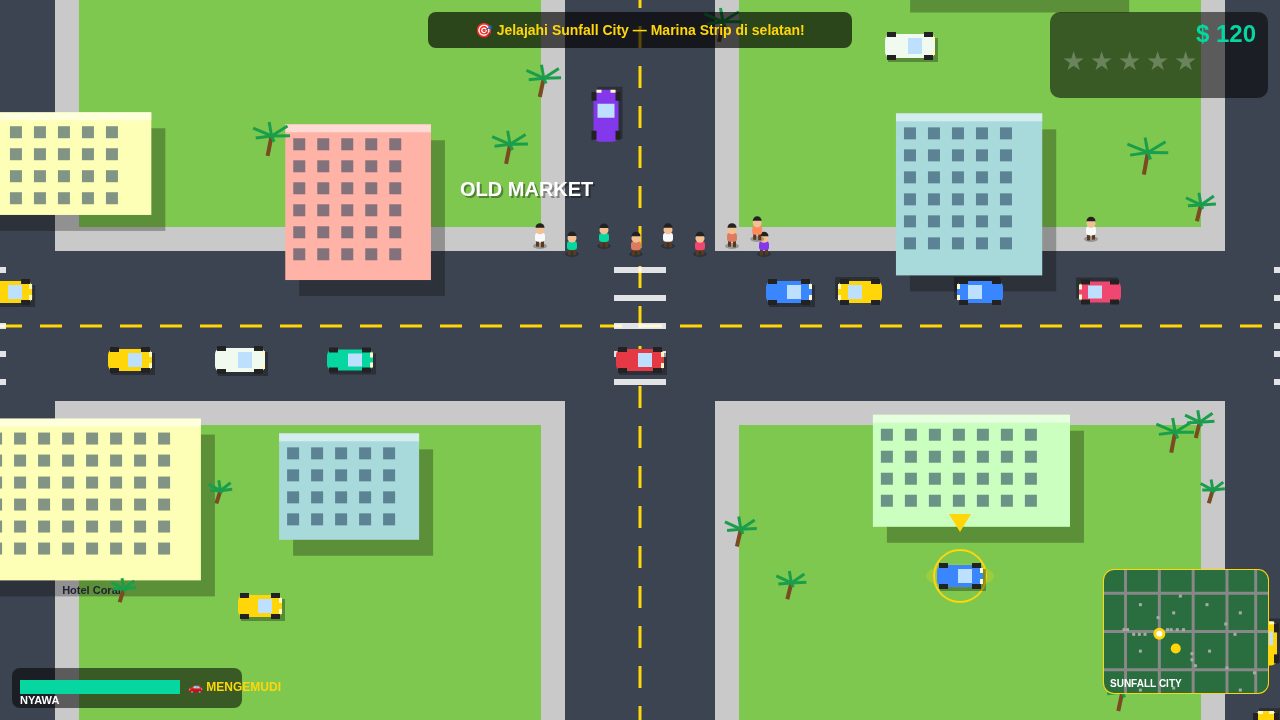 🎯 Jelajahi Sunfall City — Marina Strip di selatan!
$ 120
★★★★★
OLD MARKET
Hotel Coral
🚗 MENGEMUDI
NYAWA
SUNFALL CITY